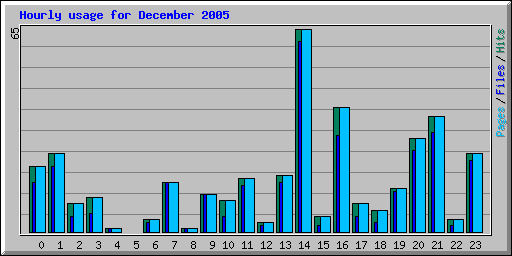 Hourly usage for December 2005
65
Pages/Files/Hits
0 1 2 3 4 5 6 7 8 9 10 11 12 13 14 15 16 17 18 19 20 21 22 23